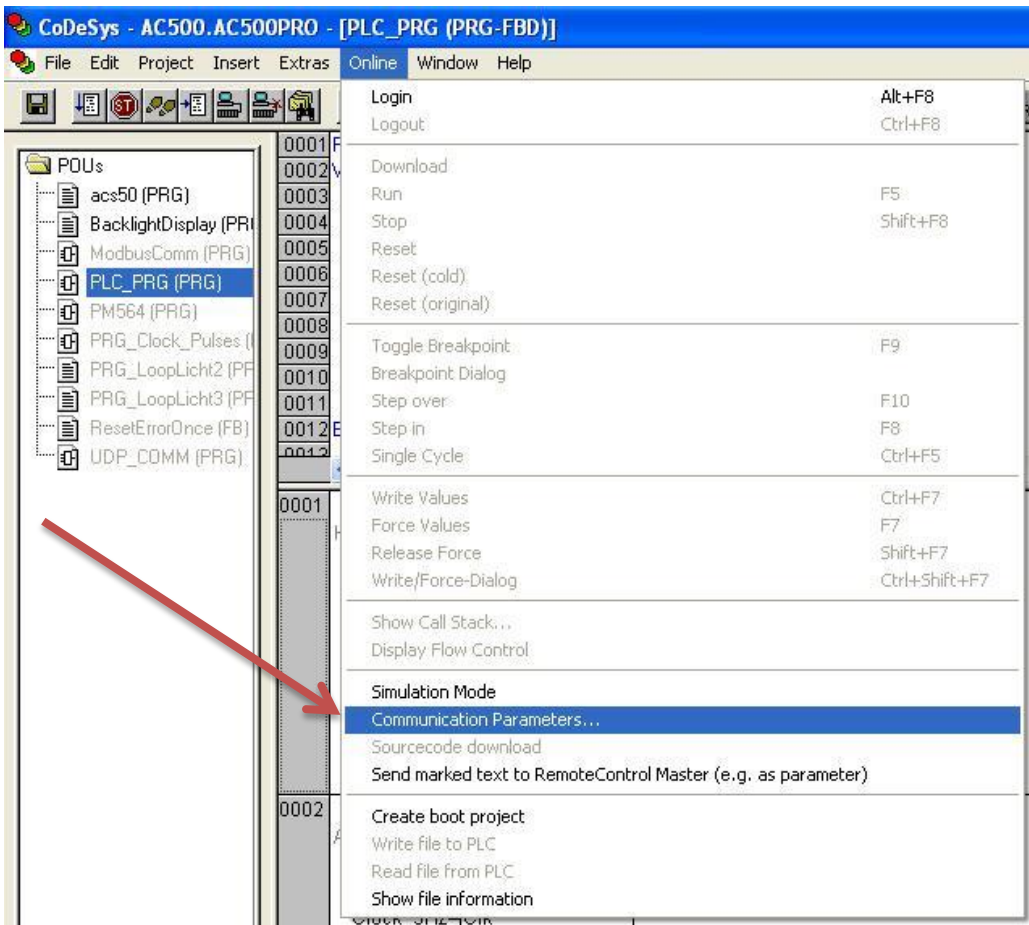 CoDeSys - AC500.AC500PRO - [PLC_PRG (PRG-FBD)]
File Edit Project Insert Extras Online Window Help
POUs
acs50 (PRG)
BacklightDisplay (PR
ModbusComm (PRG)
PLC_PRG (PRG)
PM564 (PRG)
PRG_Clock_Pulses (
PRG_LoopLicht2 (PF
PRG_LoopLicht3 (PF
ResetErrorOnce (FB)
UDP_COMM (PRG)
0001
0002
0003
0004
0005
0006
0007
0008
0009
0010
0011
0012
0013
0001
0002
Login Alt+F8
Logout Ctrl+F8
Download
Run F5
Stop Shift+F8
Reset
Reset (cold)
Reset (original)
Toggle Breakpoint F9
Breakpoint Dialog
Step over F10
Step in F8
Single Cycle Ctrl+F5
Write Values Ctrl+F7
Force Values F7
Release Force Shift+F7
Write/Force-Dialog Ctrl+Shift+F7
Show Call Stack...
Display Flow Control
Simulation Mode
Communication Parameters...
Sourcecode download
Send marked text to RemoteControl Master (e.g. as parameter)
Create boot project
Write file to PLC
Read file from PLC
Show file information